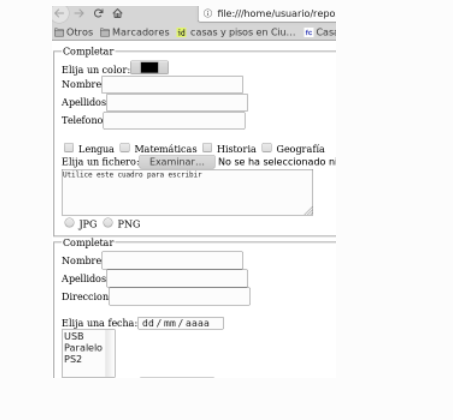 file:///home/usuario/repo
Otros Marcadores id casas y pisos en Ciu... fc Casa
Completar
Elija un color:
Nombre
Apellidos
Telefono
Lengua Matemáticas Historia Geografía
Elija un fichero: Examinar... No se ha seleccionado ni
Utilice este cuadro para escribir
JPG PNG
Completar
Nombre
Apellidos
Direccion
Elija una fecha: dd / mm / aaaa
USB
Paralelo
PS2